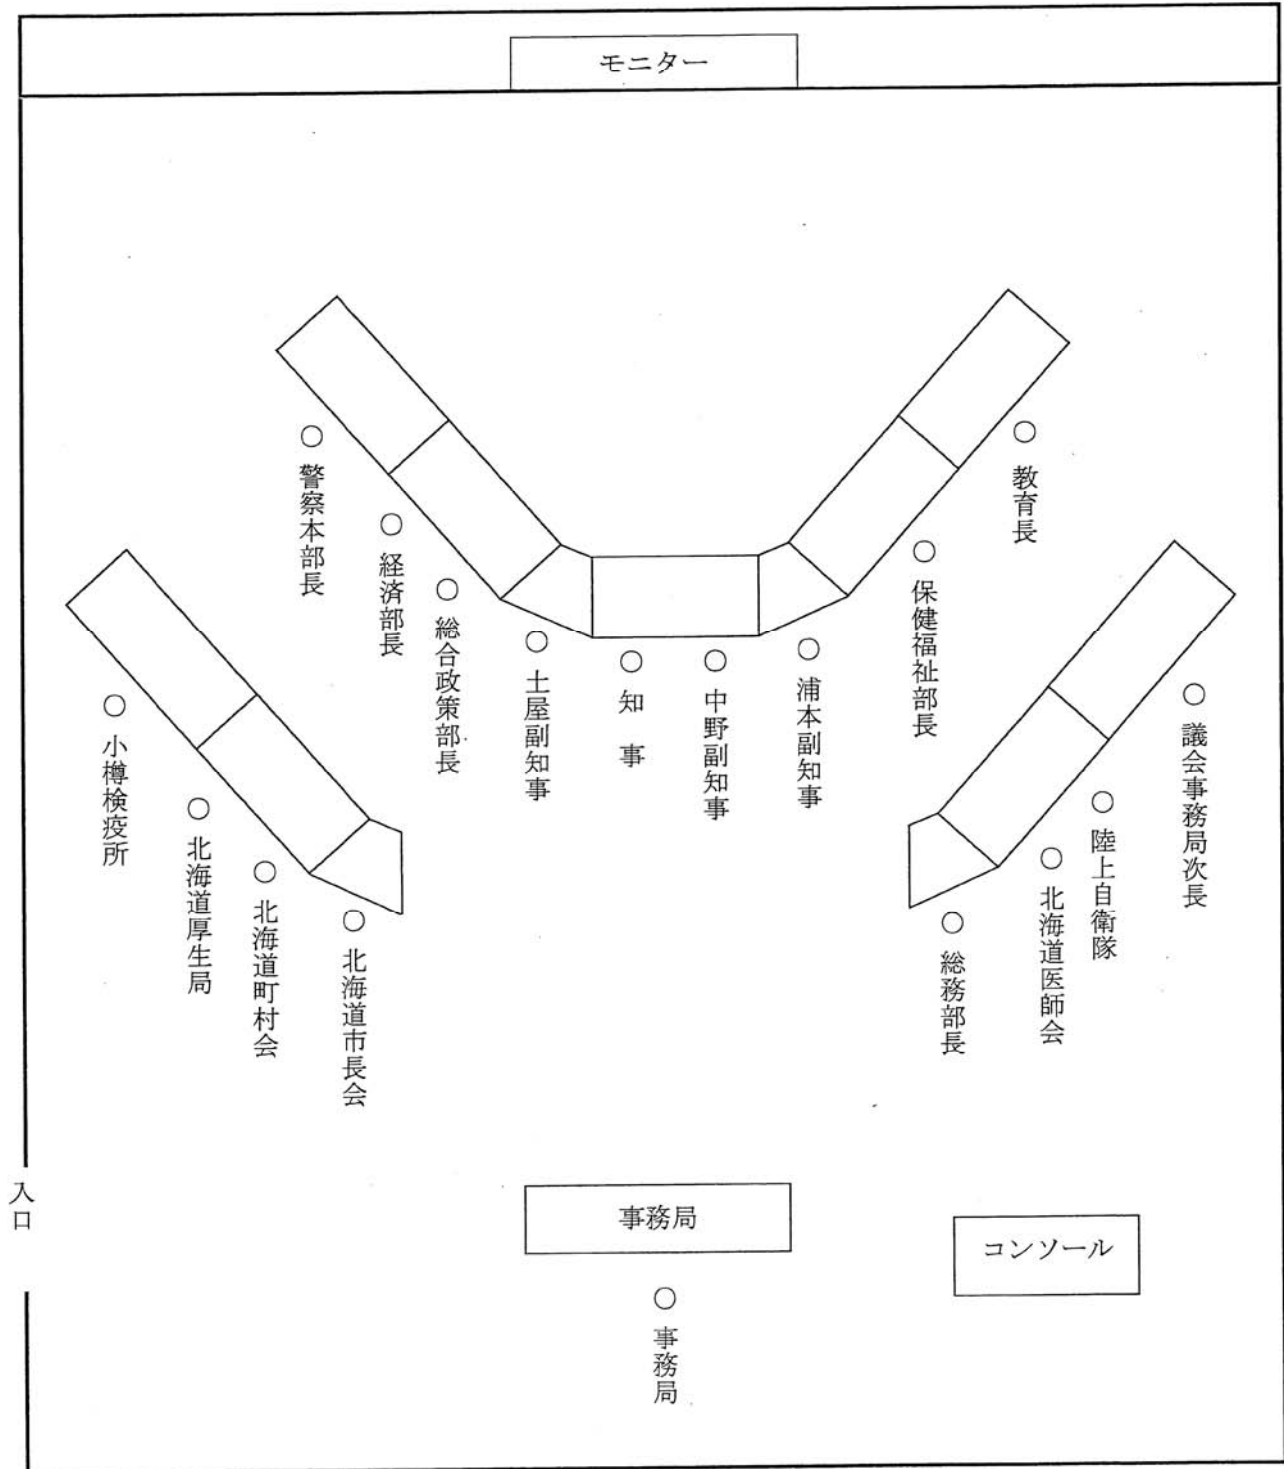 モニター
○ 警察本部長
○ 経済部長
○ 総合政策部長
○ 土屋副知事
○ 知 事
○ 中野副知事
○ 浦本副知事
○ 保健福祉部長
○ 教育長
○ 小樽検疫所
○ 北海道厚生局
○ 北海道町村会
○ 北海道市長会
○ 総務部長
○ 北海道医師会
○ 陸上自衛隊
○ 議会事務局次長
入口
事務局
コンソール
○ 事務局